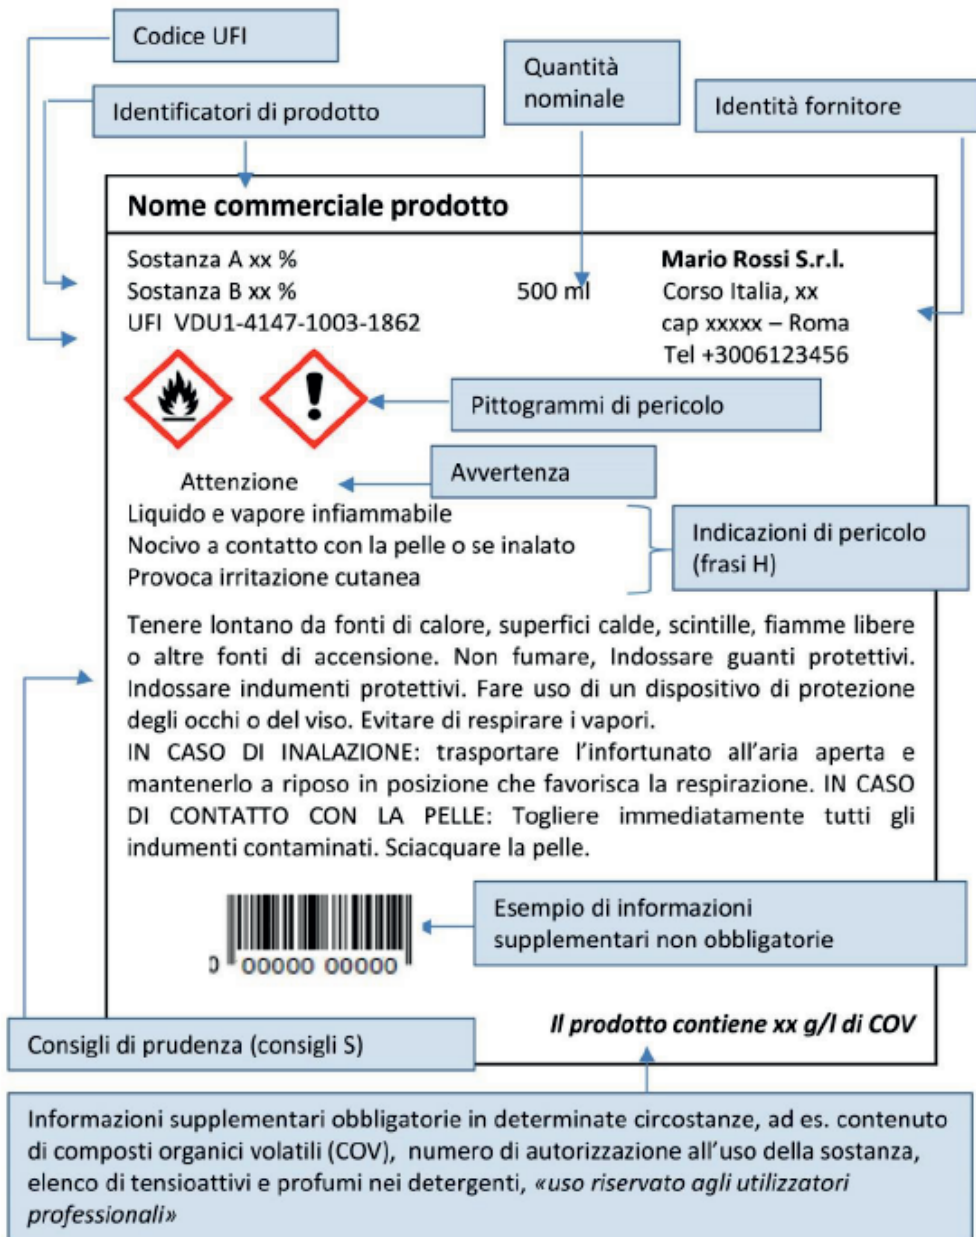 Codice UFI
Quantità
nominale
Identificatori di prodotto
Identità fornitore
Nome commerciale prodotto
Sostanza A xx %
Sostanza B xx %
UFI VDU1-4147-1003-1862
500 ml
Mario Rossi S.r.l.
Corso Italia, xx
cap xxxxx – Roma
Tel +3006123456
Pittogrammi di pericolo
Avvertenza
Attenzione
Liquido e vapore infiammabile
Nocivo a contatto con la pelle o se inalato
Provoca irritazione cutanea
Indicazioni di pericolo
(frasi H)
Tenere lontano da fonti di calore, superfici calde, scintille, fiamme libere
o altre fonti di accensione. Non fumare, Indossare guanti protettivi.
Indossare indumenti protettivi. Fare uso di un dispositivo di protezione
degli occhi o del viso. Evitare di respirare i vapori.
IN CASO DI INALAZIONE: trasportare l’infortunato all’aria aperta e
mantenerlo a riposo in posizione che favorisca la respirazione. IN CASO
DI CONTATTO CON LA PELLE: Togliere immediatamente tutti gli
indumenti contaminati. Sciacquare la pelle.
0 00000 00000
Esempio di informazioni
supplementari non obbligatorie
Il prodotto contiene xx g/l di COV
Consigli di prudenza (consigli S)
Informazioni supplementari obbligatorie in determinate circostanze, ad es. contenuto
di composti organici volatili (COV), numero di autorizzazione all’uso della sostanza,
elenco di tensioattivi e profumi nei detergenti, «uso riservato agli utilizzatori
professionali»